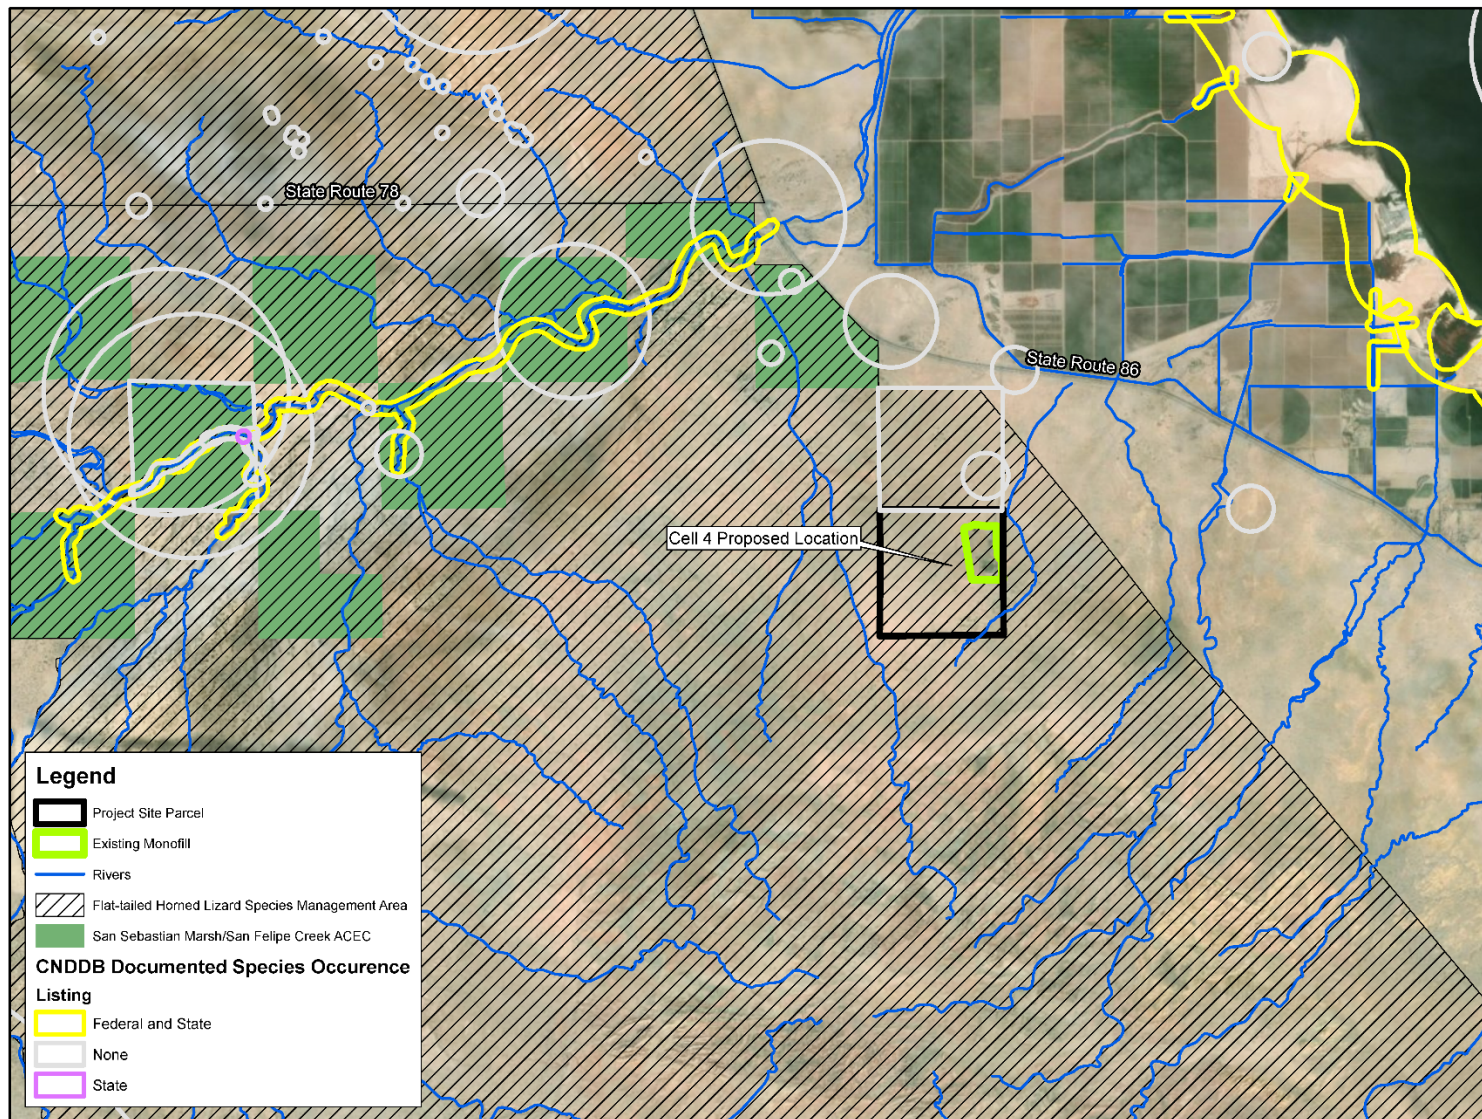 State Route 78
State Route 86
Cell 4 Proposed Location
Legend
Project Site Parcel
Existing Monofill
Rivers
Flat-tailed Horned Lizard Species Management Area
San Sebastian Marsh/San Felipe Creek ACEC
CNDDB Documented Species Occurence
Listing
Federal and State
None
State